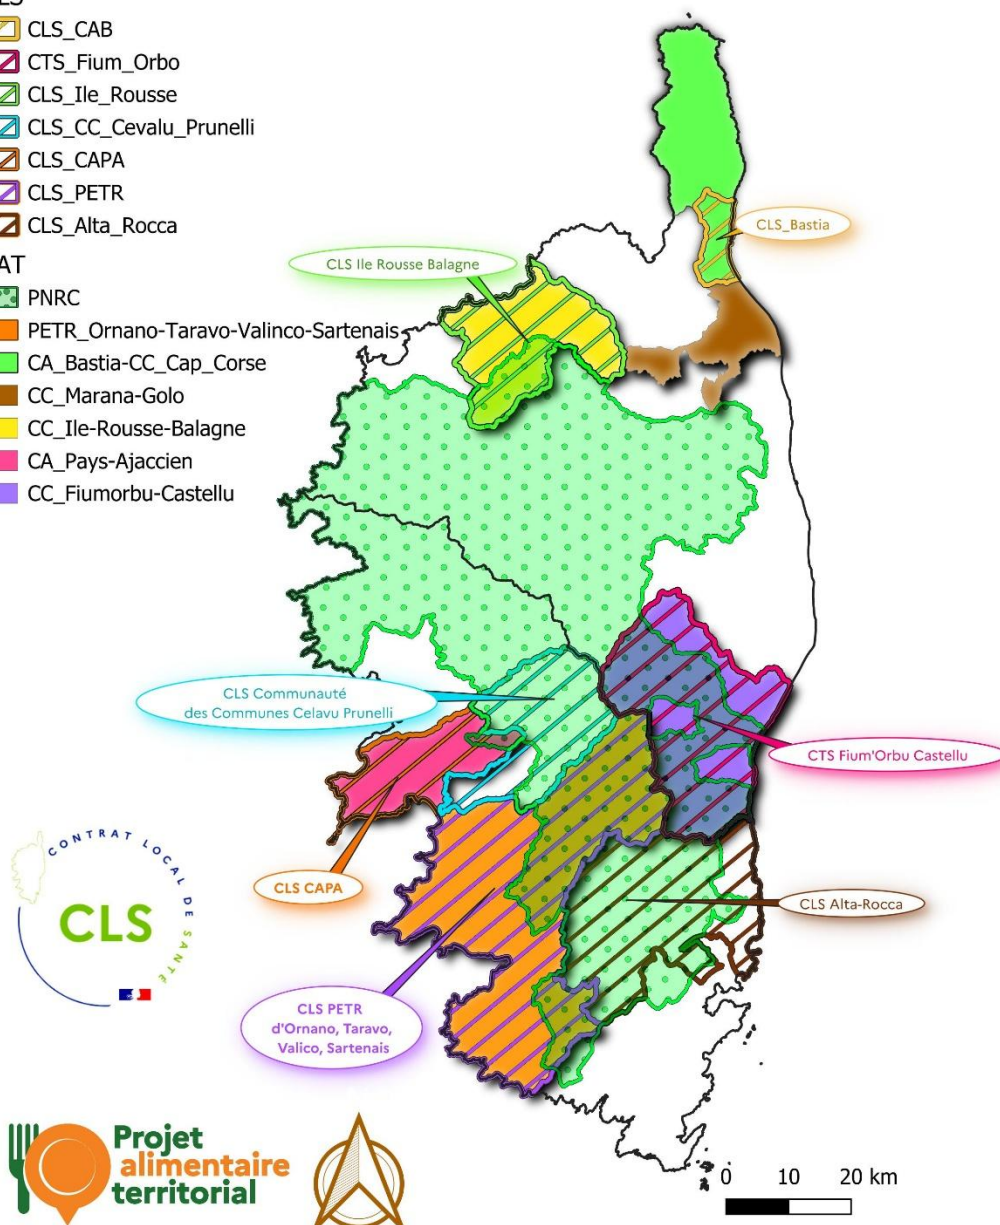 CLS_CAB
CTS_Fium_Orbo
CLS_Ile_Rousse
CLS_CC_Cevalu_Prunelli
CLS_CAPA
CLS_PETR
CLS_Alta_Rocca
PNRC
PETR_Ornano-Taravo-Valinco-Sartenais
CA_Bastia-CC_Cap_Corse
CC_Marana-Golo
CC_Ile-Rousse-Balagne
CA_Pays-Ajaccien
CC_Fiumorbu-Castellu
CLS_Bastia
CLS Ile Rousse Balagne
CLS Communauté
des Communes Celavu Prunelli
CTS Fium'Orbu Castellu
CLS CAPA
CLS Alta-Rocca
CLS PETR
d'Ornano, Taravo,
Valico, Sartenais
CONTRAT LOCAL DE SANTÉ
CLS
Projet
alimentaire
territorial
0 10 20 km